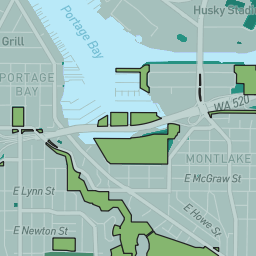 Portage Bay
Husky Stadi
Grill
PORTAGE
BAY
WA 520
MONTLAKE
E McGraw St
E Lynn St
E Howe St
E Newton St